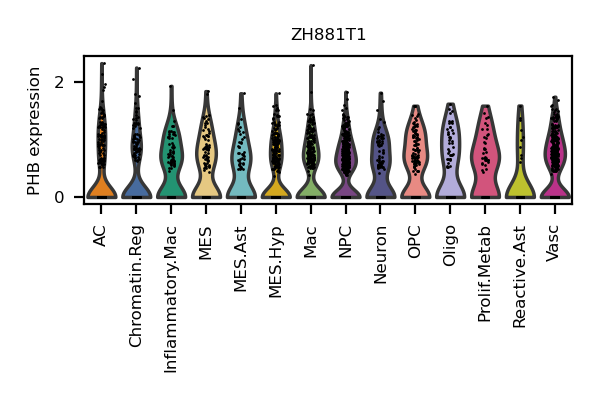 ZH881T1
PHB expression
2
0
AC
Chromatin.Reg
Inflammatory.Mac
MES
MES.Ast
MES.Hyp
Mac
NPC
Neuron
OPC
Oligo
Prolif.Metab
Reactive.Ast
Vasc